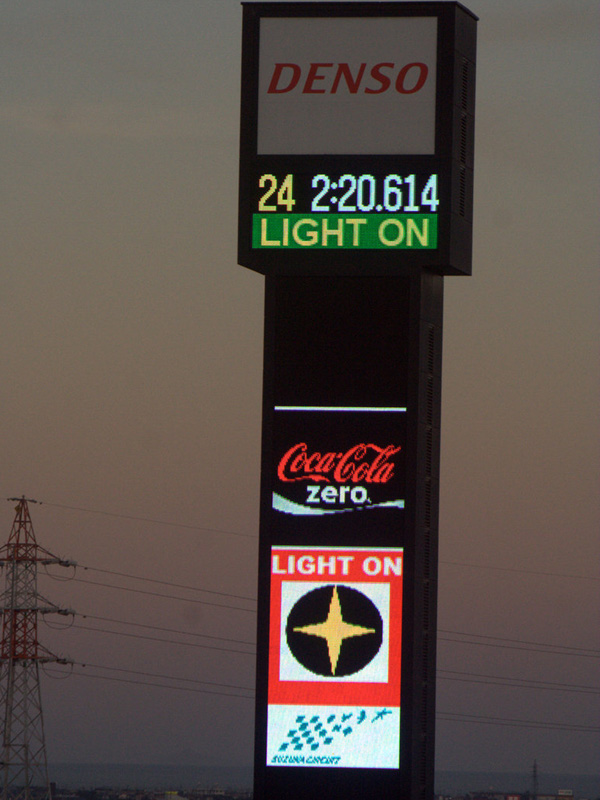 DENSO
24 2:20.614
LIGHT ON
Coca-Cola
zero
LIGHT ON
SUZUKA CIRCUIT